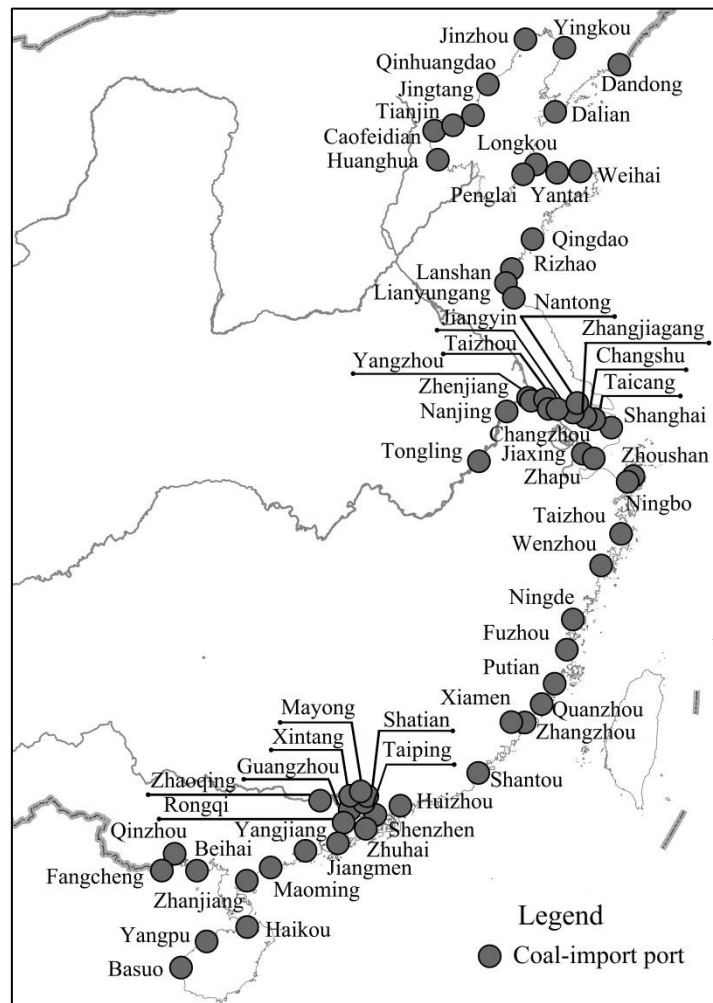 Jinzhou
Yingkou
Qinhuangdao
Dandong
Jingtang
Tianjin
Dalian
Caofeidian
Longkou
Huanghua
Weihai
Penglai
Yantai
Qingdao
Rizhao
Lanshan
Lianyungang
Nantong
Jiangyin
Zhangjiagang
Taizhou
Changshu
Yangzhou
Taicang
Zhenjiang
Nanjing
Shanghai
Changzhou
Tongling
Jiaxing
Zhoushan
Zhapu
Ningbo
Taizhou
Wenzhou
Ningde
Fuzhou
Putian
Xiamen
Quanzhou
Mayong
Shatian
Zhangzhou
Xintang
Taiping
Guangzhou
Shantou
Zhaoqing
Rongqi
Huizhou
Qinzhou
Yangjiang
Shenzhen
Beihai
Zhuhai
Fangcheng
Jiangmen
Zhanjiang
Maoming
Legend
Yangpu
Haikou
Coal-import port
Basuo